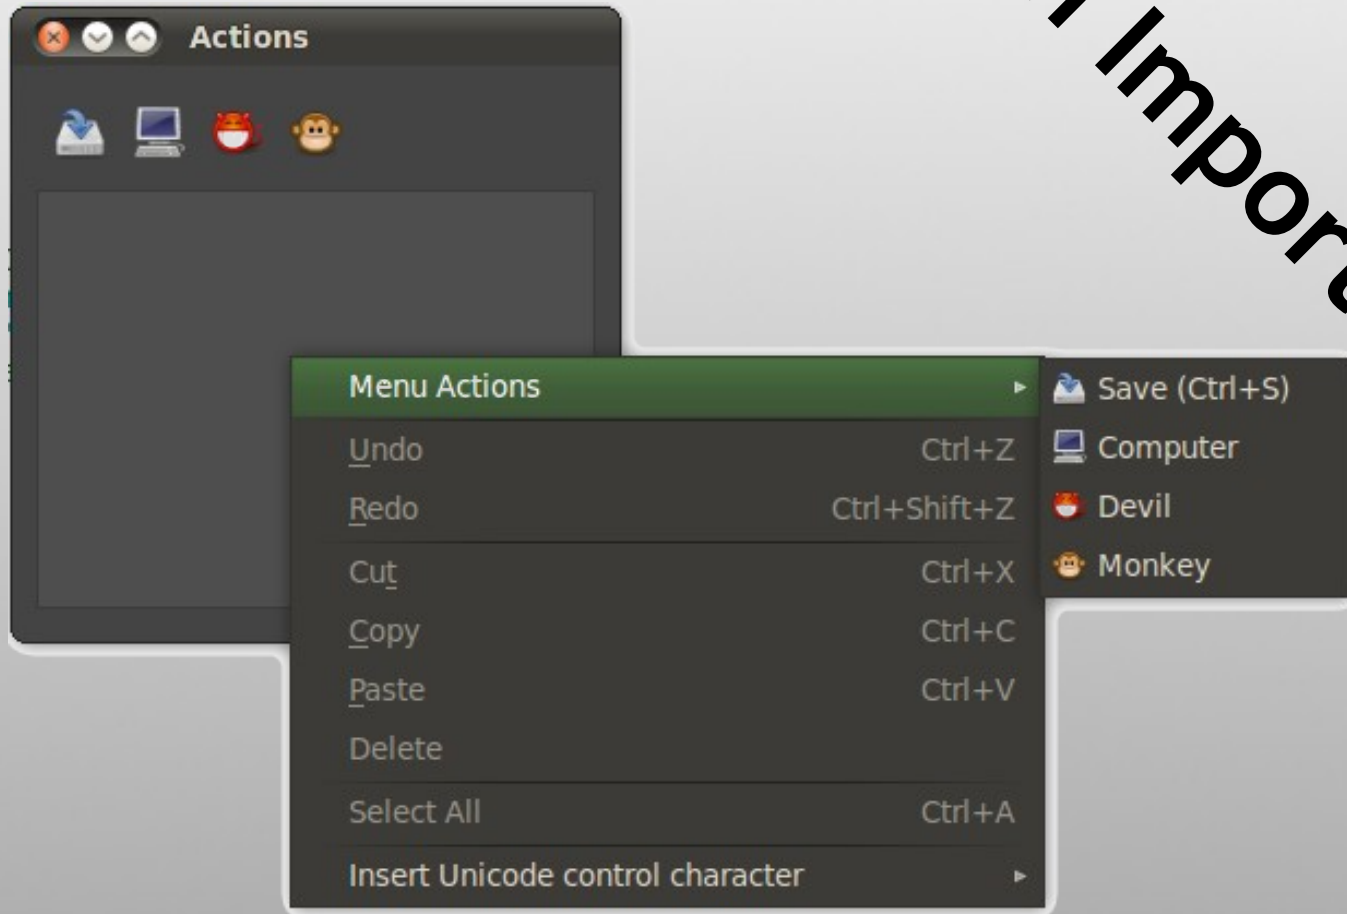 Actions
Import
Menu Actions
Undo Ctrl+Z
Redo Ctrl+Shift+Z
Cut Ctrl+X
Copy Ctrl+C
Paste Ctrl+V
Delete
Select All Ctrl+A
Insert Unicode control character
Save (Ctrl+S)
Computer
Devil
Monkey